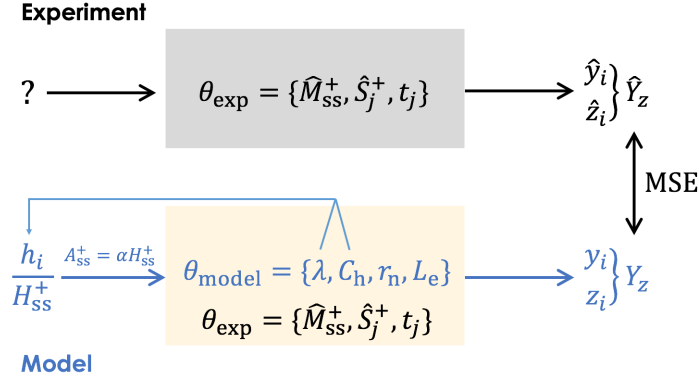 Experiment
? θ_exp = {M̂_ss^+, Ŝ_j^+, t_j} ŷ_i ẑ_i } Ŷ_z
MSE
h_i / H_ss^+ A_ss^+ = αH_ss^+ θ_model = {λ, C_h, r_n, L_e} y_i z_i } Y_z
θ_exp = {M̂_ss^+, Ŝ_j^+, t_j}
Model